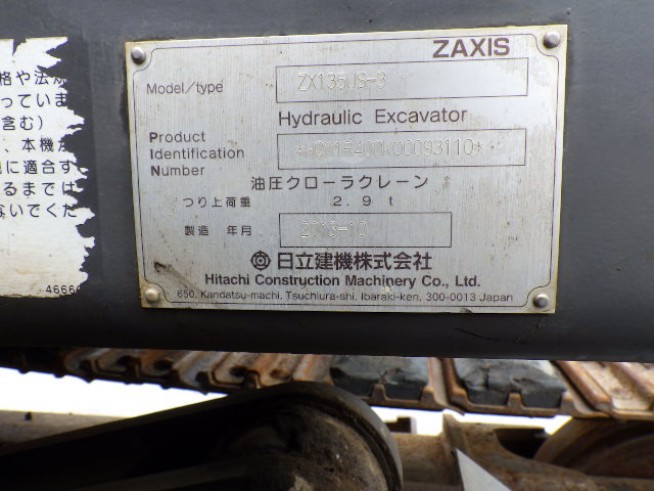 ZAXIS
Model/type
Hydraulic Excavator
Product
Identification
Number
油圧クローラクレーン
つり上荷重 2.9 t
製造 年月
日立建機株式会社
Hitachi Construction Machinery Co., Ltd.
650, Kandatsu-machi, Tsuchiura-shi, Ibaraki-ken, 300-0013 Japan
っていま
含む)
、本機が
に適合す
るまでは
ないでくた
4666